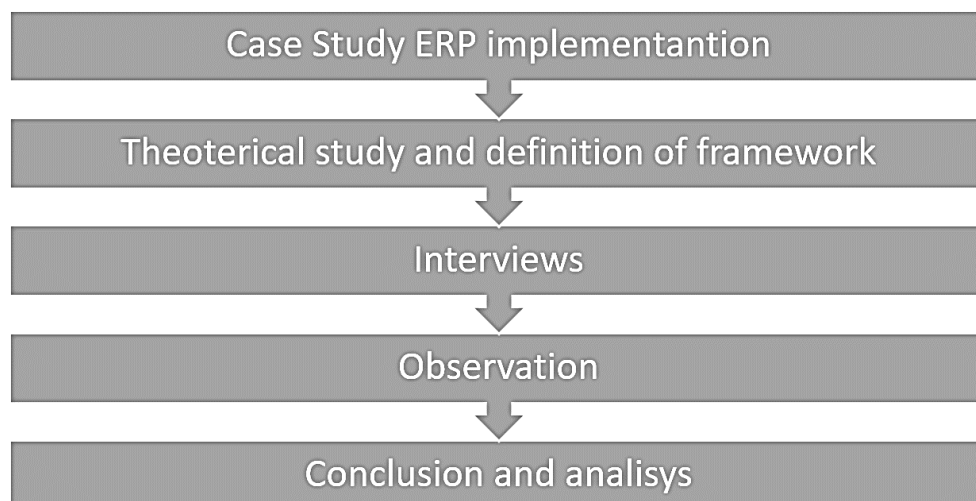 Case Study ERP implementantion
Theoterical study and definition of framework
Interviews
Observation
Conclusion and analisys